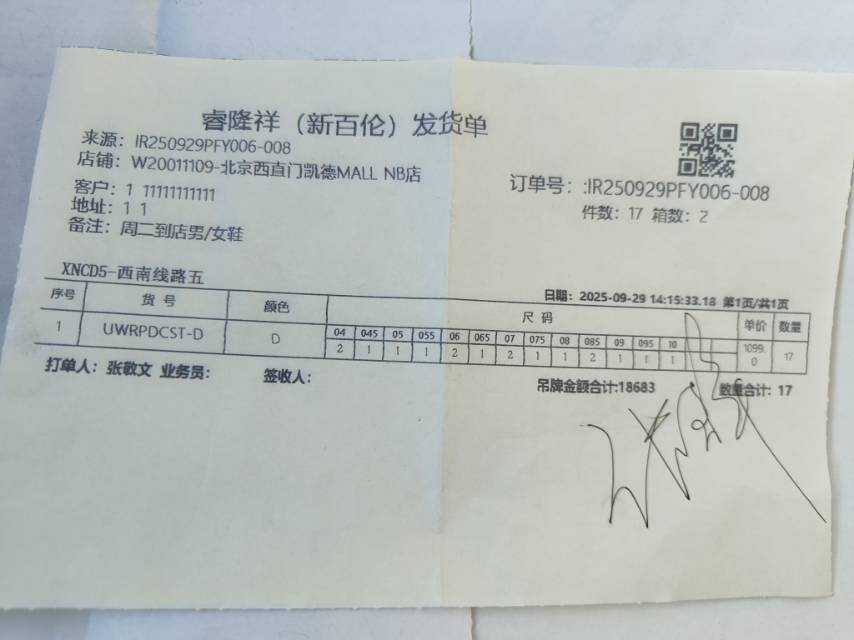 睿隆祥（新百伦）发货单
来源：IR250929PFY006-008
店铺：W20011109-北京西直门凯德MALL NB店
客户：1 11111111111
地址：1 1
备注：周二到店男/女鞋
订单号：:IR250929PFY006-008
件数：17 箱数：2
XNCD5-西南线路五
日期：2025-09-29 14:15:33.18 第1页/共1页
序号 货号 颜色 尺码 单价 数量
04 045 05 055 06 065 07 075 08 085 09 095 10
1 UWRPDCST-D D 2 1 1 1 2 1 2 1 1 2 1 1 1 1099.0 17
打单人：张敬文 业务员： 签收人： 吊牌金额合计:18683 数量合计：17